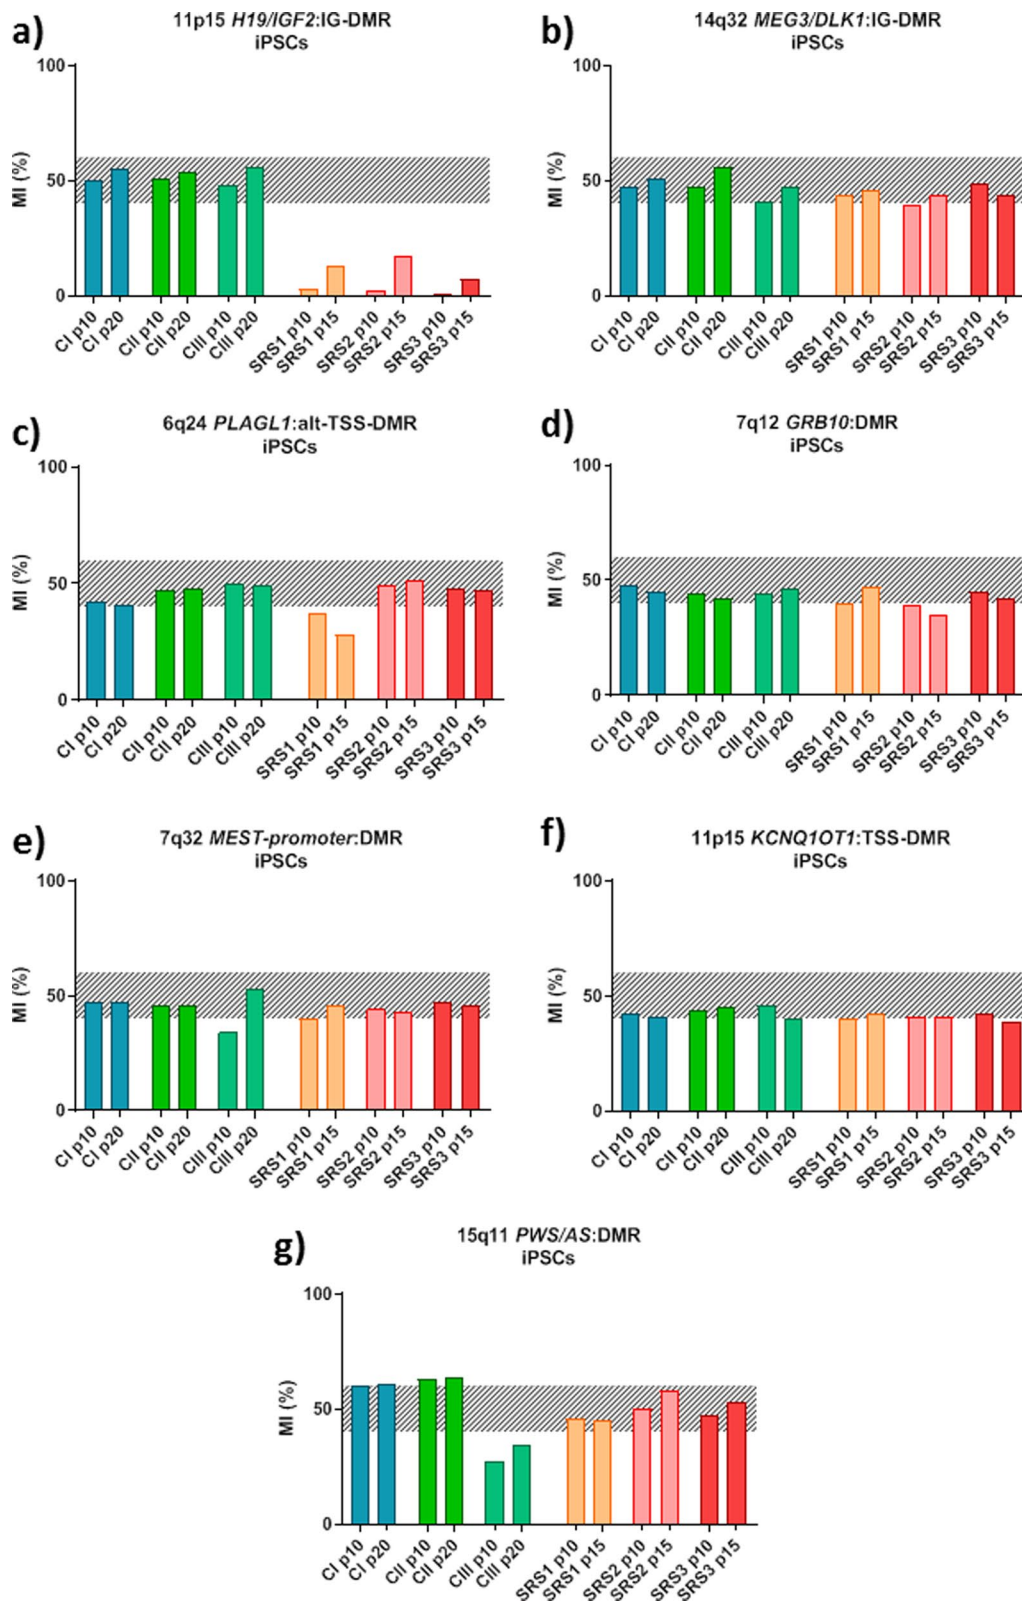 a)
11p15 H19/IGF2:IG-DMR
iPSCs
MI (%)
100
50
0
CI p10
CI p20
CII p10
CII p20
CIII p10
CIII p20
SRS1 p10
SRS1 p15
SRS2 p10
SRS2 p15
SRS3 p10
SRS3 p15
b)
14q32 MEG3/DLK1:IG-DMR
iPSCs
MI (%)
100
50
0
CI p10
CI p20
CII p10
CII p20
CIII p10
CIII p20
SRS1 p10
SRS1 p15
SRS2 p10
SRS2 p15
SRS3 p10
SRS3 p15
c)
6q24 PLAGL1:alt-TSS-DMR
iPSCs
MI (%)
100
50
0
CI p10
CI p20
CII p10
CII p20
CIII p10
CIII p20
SRS1 p10
SRS1 p15
SRS2 p10
SRS2 p15
SRS3 p10
SRS3 p15
d)
7q12 GRB10:DMR
iPSCs
MI (%)
100
50
0
CI p10
CI p20
CII p10
CII p20
CIII p10
CIII p20
SRS1 p10
SRS1 p15
SRS2 p10
SRS2 p15
SRS3 p10
SRS3 p15
e)
7q32 MEST-promoter:DMR
iPSCs
MI (%)
100
50
0
CI p10
CI p20
CII p10
CII p20
CIII p10
CIII p20
SRS1 p10
SRS1 p15
SRS2 p10
SRS2 p15
SRS3 p10
SRS3 p15
f)
11p15 KCNQ1OT1:TSS-DMR
iPSCs
MI (%)
100
50
0
CI p10
CI p20
CII p10
CII p20
CIII p10
CIII p20
SRS1 p10
SRS1 p15
SRS2 p10
SRS2 p15
SRS3 p10
SRS3 p15
g)
15q11 PWS/AS:DMR
iPSCs
MI (%)
100
50
0
CI p10
CI p20
CII p10
CII p20
CIII p10
CIII p20
SRS1 p10
SRS1 p15
SRS2 p10
SRS2 p15
SRS3 p10
SRS3 p15